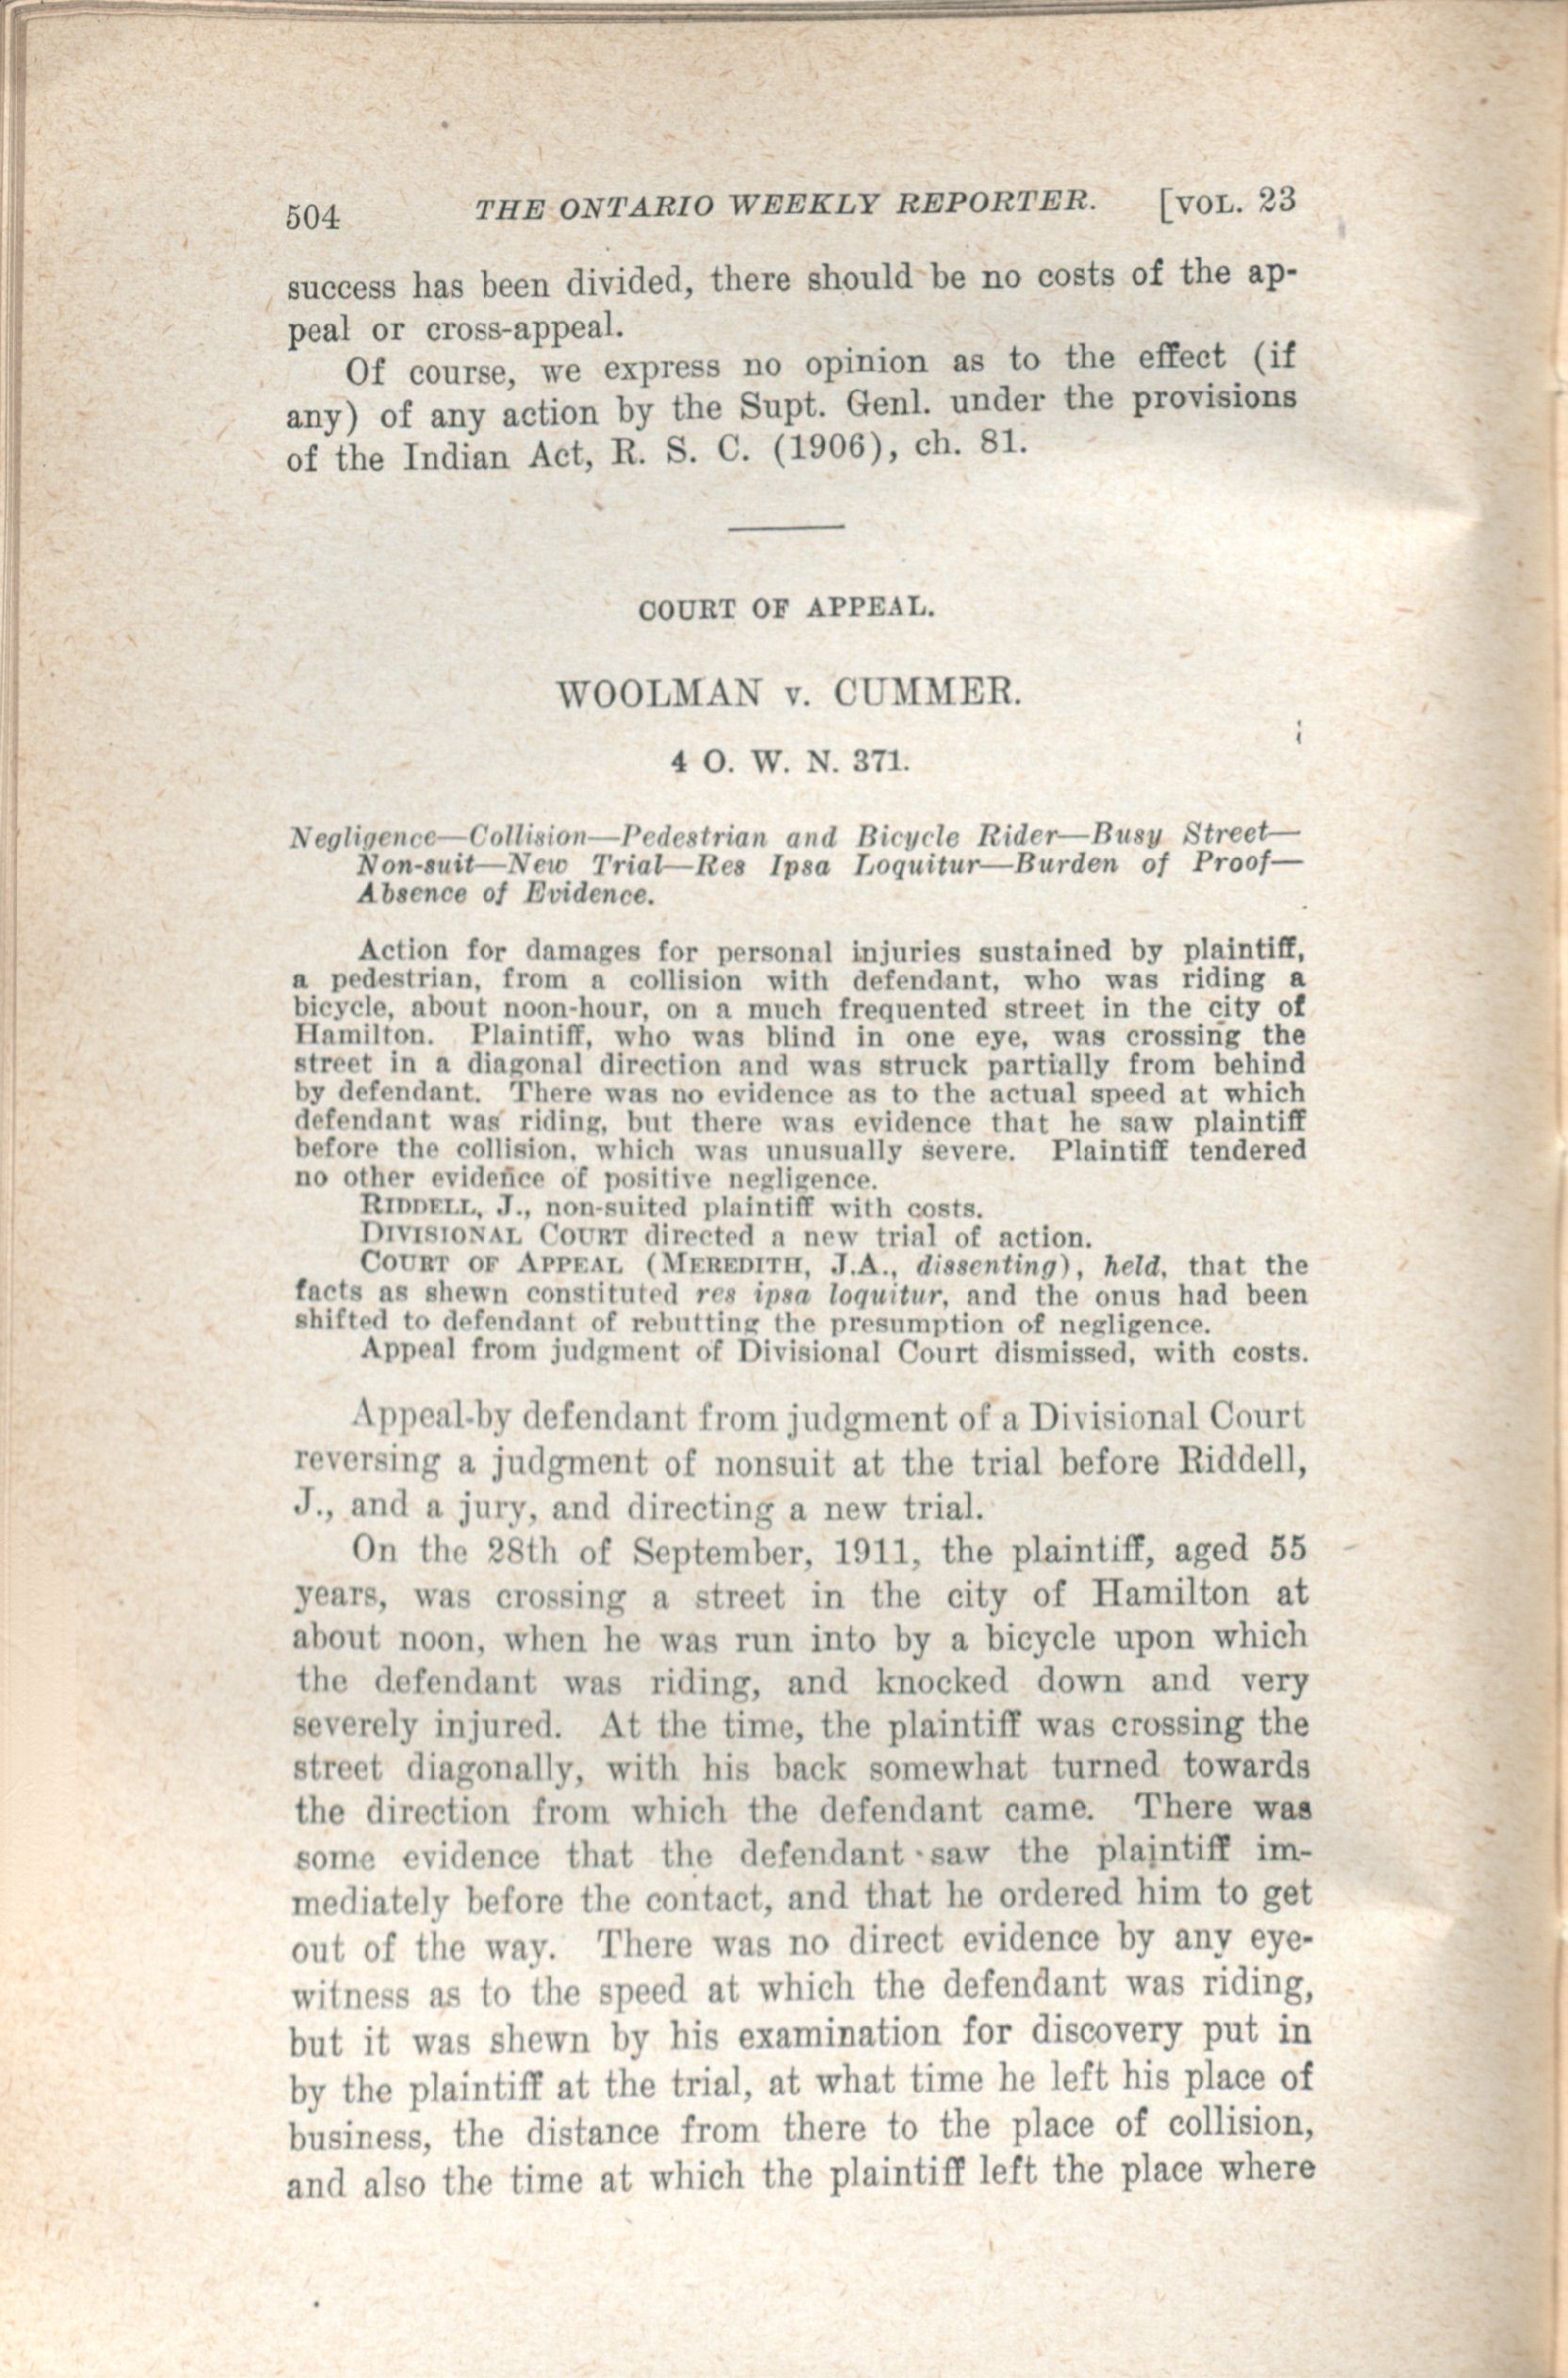 504 THE ONTARIO WEEKLY REPORTER. [VOL. 23
success has been divided, there should be no costs of the ap-
peal or cross-appeal.
Of course, we express no opinion as to the effect (if
any) of any action by the Supt. Genl. under the provisions
of the Indian Act, R. S. C. (1906), ch. 81.
COURT OF APPEAL.
WOOLMAN v. CUMMER.
4 O. W. N. 371.
Negligence—Collision—Pedestrian and Bicycle Rider—Busy Street—
Non-suit—New Trial—Res Ipsa Loquitur—Burden of Proof—
Absence of Evidence.
Action for damages for personal injuries sustained by plaintiff,
a pedestrian, from a collision with defendant, who was riding a
bicycle, about noon-hour, on a much frequented street in the city of
Hamilton. Plaintiff, who was blind in one eye, was crossing the
street in a diagonal direction and was struck partially from behind
by defendant. There was no evidence as to the actual speed at which
defendant was riding, but there was evidence that he saw plaintiff
before the collision, which was unusually severe. Plaintiff tendered
no other evidence of positive negligence.
RIDDELL, J., non-suited plaintiff with costs.
DIVISIONAL COURT directed a new trial of action.
COURT OF APPEAL (MEREDITH, J.A., dissenting), held, that the
facts as shewn constituted res ipsa loquitur, and the onus had been
shifted to defendant of rebutting the presumption of negligence.
Appeal from judgment of Divisional Court dismissed, with costs.
Appeal by defendant from judgment of a Divisional Court
reversing a judgment of nonsuit at the trial before Riddell,
J., and a jury, and directing a new trial.
On the 28th of September, 1911, the plaintiff, aged 55
years, was crossing a street in the city of Hamilton at
about noon, when he was run into by a bicycle upon which
the defendant was riding, and knocked down and very
severely injured. At the time, the plaintiff was crossing the
street diagonally, with his back somewhat turned towards
the direction from which the defendant came. There was
some evidence that the defendant saw the plaintiff im-
mediately before the contact, and that he ordered him to get
out of the way. There was no direct evidence by any eye-
witness as to the speed at which the defendant was riding,
but it was shewn by his examination for discovery put in
by the plaintiff at the trial, at what time he left his place of
business, the distance from there to the place of collision,
and also the time at which the plaintiff left the place where